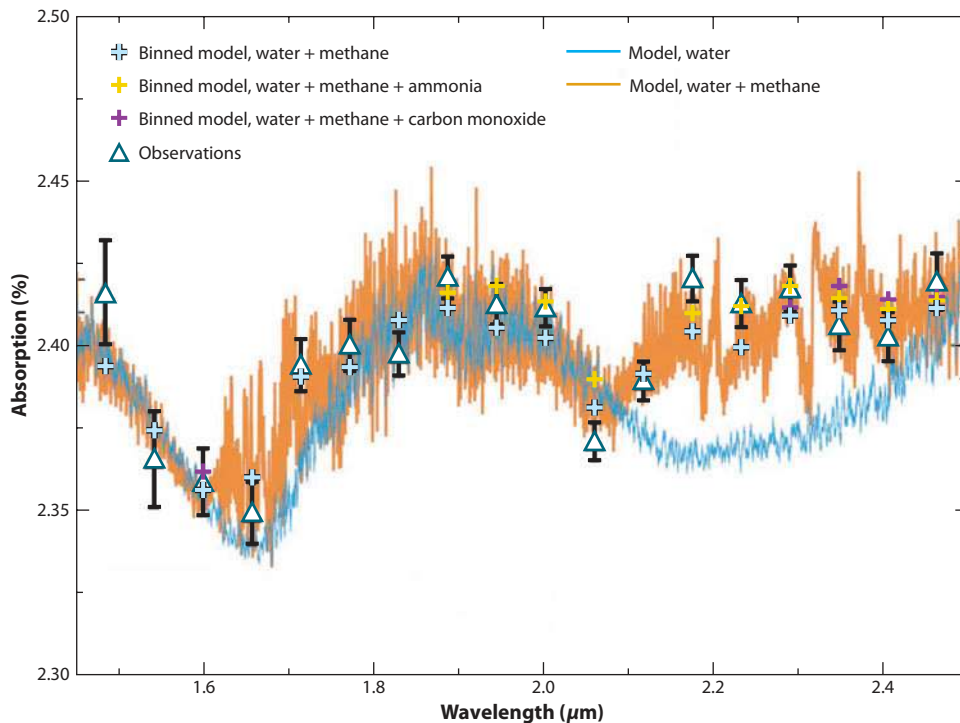 2.50
Binned model, water + methane
Model, water
Binned model, water + methane + ammonia
Model, water + methane
Binned model, water + methane + carbon monoxide
Observations
2.45
2.40
2.35
2.30
Absorption (%)
1.6
1.8
2.0
2.2
2.4
Wavelength (µm)